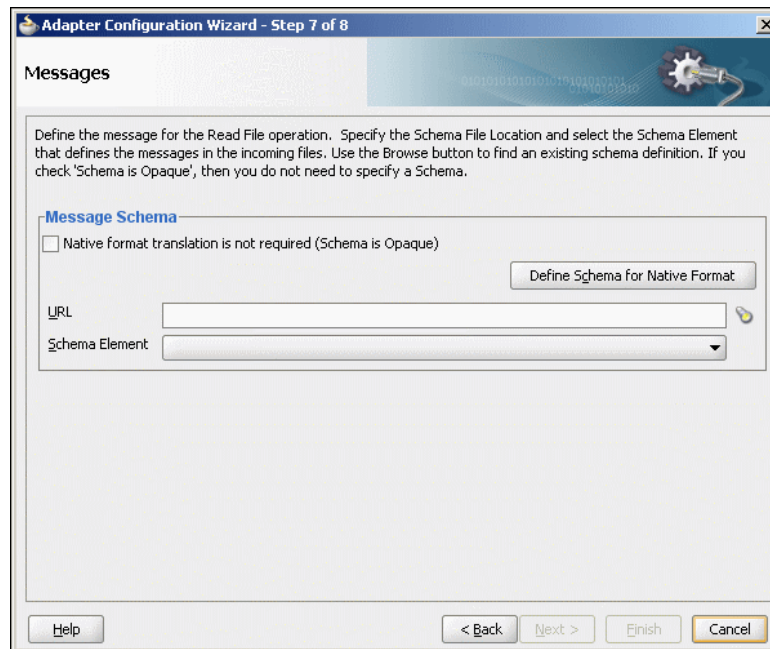 Adapter Configuration Wizard - Step 7 of 8
Messages
Define the message for the Read File operation. Specify the Schema File Location and select the Schema Element
that defines the messages in the incoming files. Use the Browse button to find an existing schema definition. If you
check 'Schema is Opaque', then you do not need to specify a Schema.
Message Schema
Native format translation is not required (Schema is Opaque)
Define Schema for Native Format
URL
Schema Element
Help
< Back
Next >
Finish
Cancel